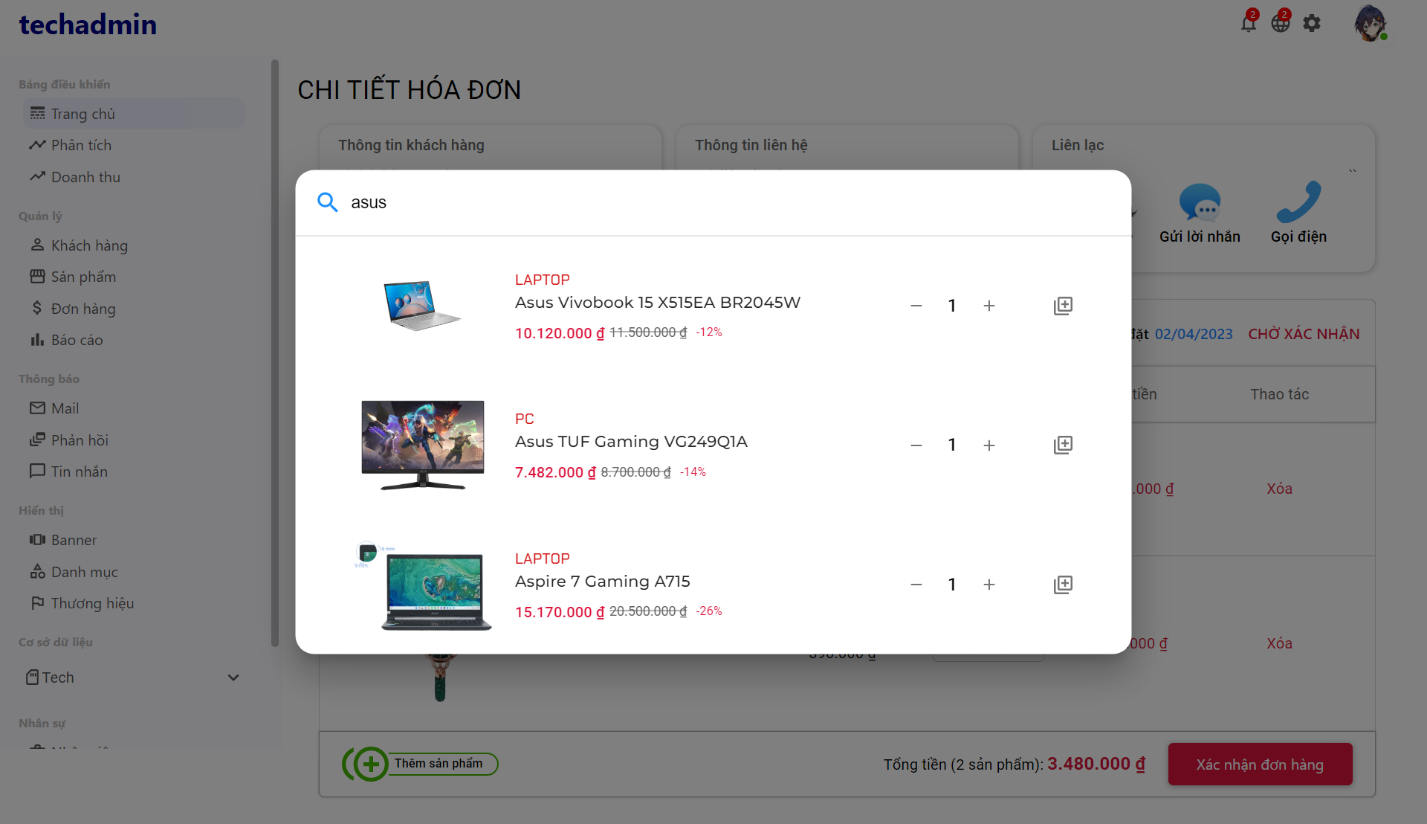 techadmin
2
2
Bảng điều khiển
Trang chủ
Phân tích
Doanh thu
Quản lý
Khách hàng
Sản phẩm
Đơn hàng
Báo cáo
Thông báo
Mail
Phản hồi
Tin nhắn
Hiển thị
Banner
Danh mục
Thương hiệu
Cơ sở dữ liệu
Tech
Nhân sự
CHI TIẾT HÓA ĐƠN
Thông tin khách hàng
Thông tin liên hệ
Liên lạc
Gửi lời nhắn
Gọi điện
asus
LAPTOP
Asus Vivobook 15 X515EA BR2045W
10.120.000 ₫ 11.500.000 ₫ -12%
1
PC
Asus TUF Gaming VG249Q1A
7.482.000 ₫ 8.700.000 ₫ -14%
1
LAPTOP
Aspire 7 Gaming A715
15.170.000 ₫ 20.500.000 ₫ -26%
1
02/04/2023 CHỜ XÁC NHẬN
tiền
Thao tác
.000 ₫
Xóa
000 ₫
Xóa
Thêm sản phẩm
Tổng tiền (2 sản phẩm): 3.480.000 ₫
Xác nhận đơn hàng